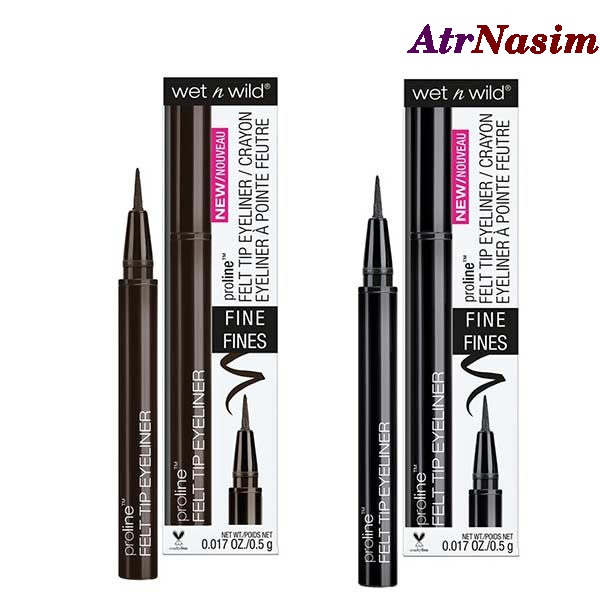 AtrNasim
wet n wild®
NEW/NOUVEAU
proline™
FELT TIP EYELINER / CRAYON
EYELINER À POINTE FEUTRE
FINE
FINES
NET WT/POIDS NET
0.017 OZ./0.5 g
crueltyfree
proline™
FELT TIP EYELINER
wet n wild®
NEW/NOUVEAU
proline™
FELT TIP EYELINER / CRAYON
EYELINER À POINTE FEUTRE
FINE
FINES
NET WT/POIDS NET
0.017 OZ./0.5 g
crueltyfree
proline™
FELT TIP EYELINER